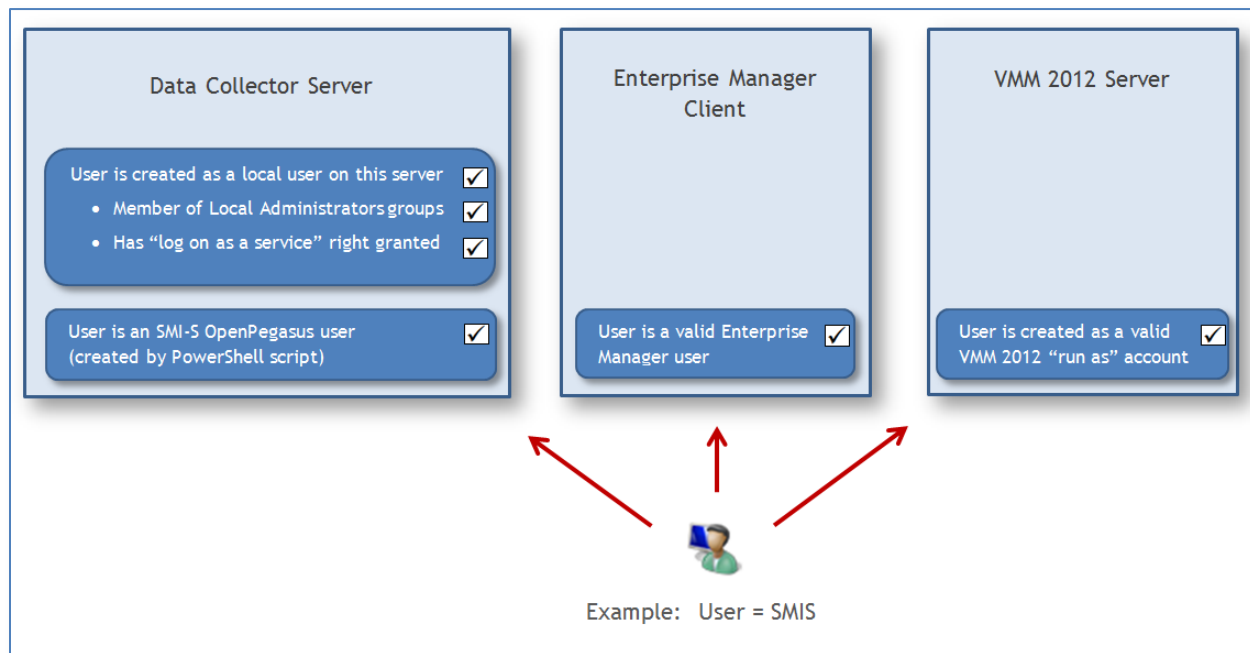 Data Collector Server
User is created as a local user on this server
• Member of Local Administrators groups
• Has “log on as a service” right granted
User is an SMI-S OpenPegasus user
(created by PowerShell script)
Enterprise Manager
Client
User is a valid Enterprise
Manager user
VMM 2012 Server
User is created as a valid
VMM 2012 “run as” account
Example: User = SMIS